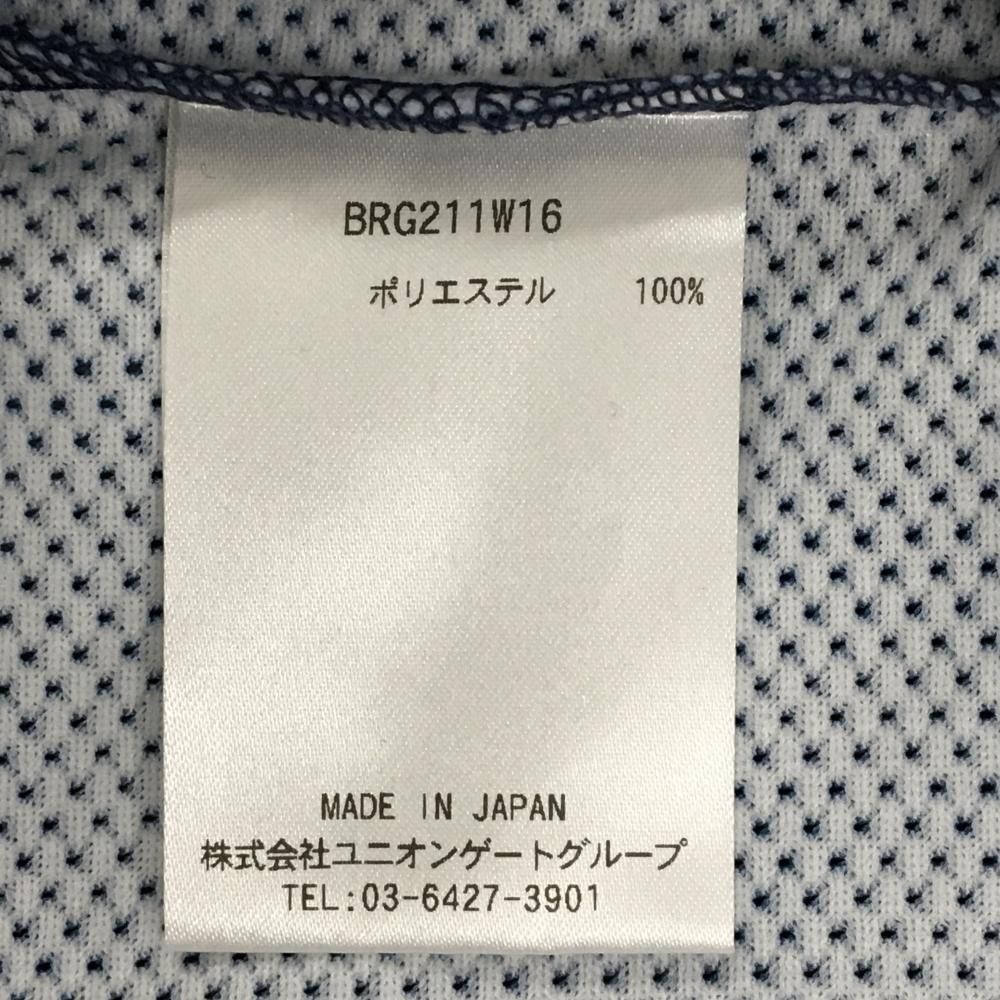 BRG211W16
ポリエステル 100%
MADE IN JAPAN
株式会社ユニオンゲートグループ
TEL:03-6427-3901